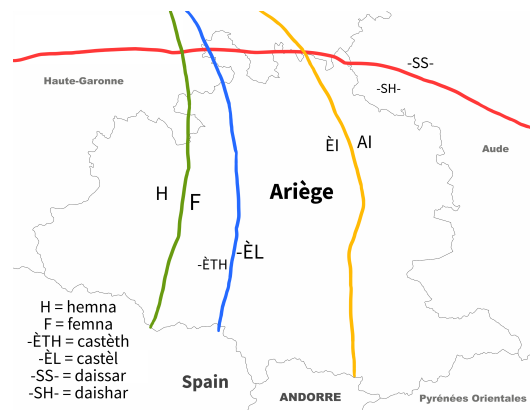 -SS-
Haute-Garonne
-SH-
ÈI
AI
Aude
H
F
Ariège
-ÈTH
-ÈL
H = hemna
F = femna
-ÈTH = castèth
-ÈL = castèl
-SS- = daissar
-SH- = daishar
Spain
ANDORRE
Pyrénées Orientales